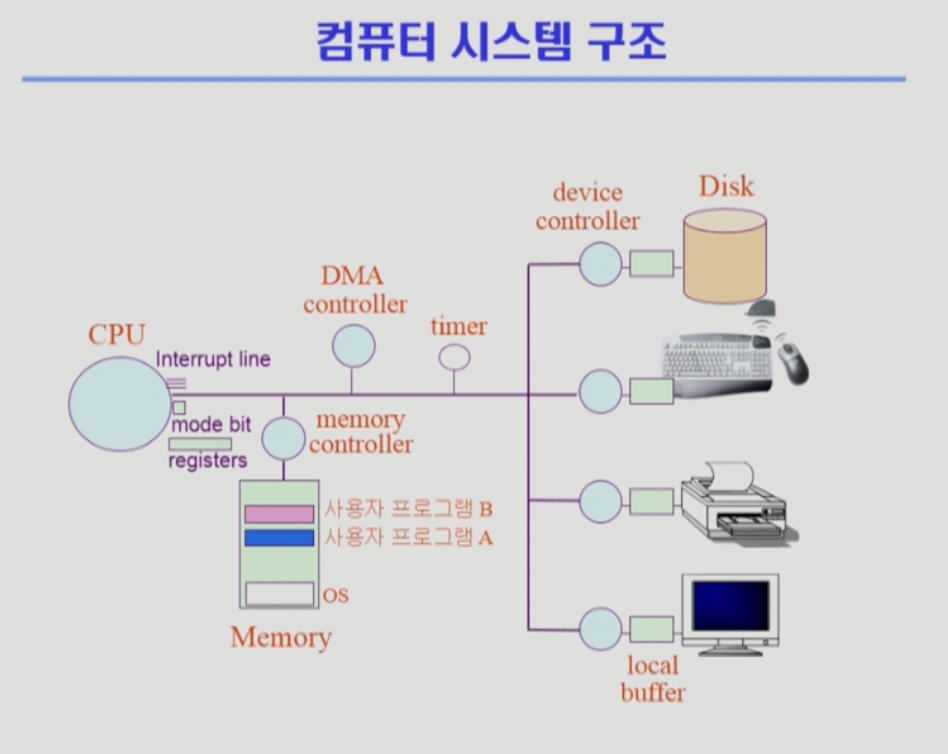 컴퓨터 시스템 구조
device
controller
Disk
DMA
controller
timer
CPU
Interrupt line
mode bit
registers
memory
controller
사용자 프로그램 B
사용자 프로그램 A
OS
Memory
local
buffer